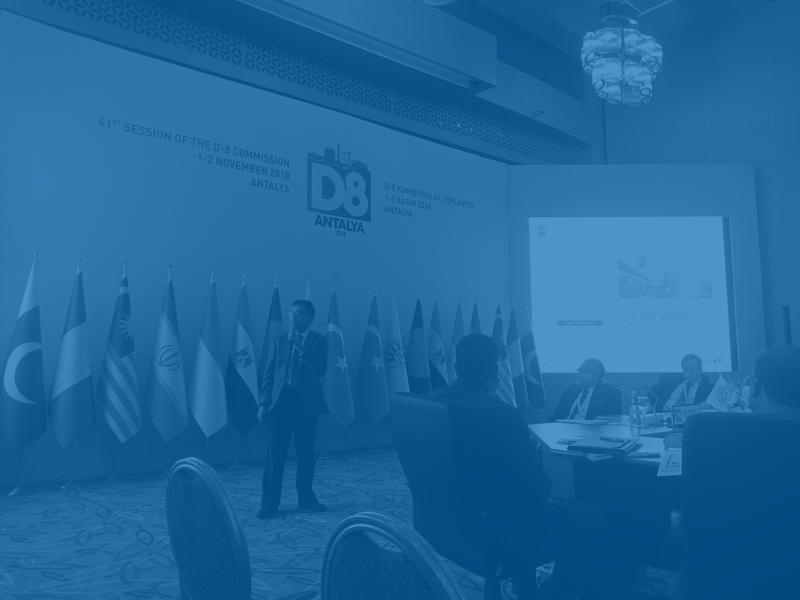 41ST SESSION OF THE D-8 COMMISSION
1-2 NOVEMBER 2018
ANTALYA
D8
ANTALYA
2018
D-8 KOMİSYONU 41. TOPLANTISI
1-2 KASIM 2018
ANTALYA
$ 95 million